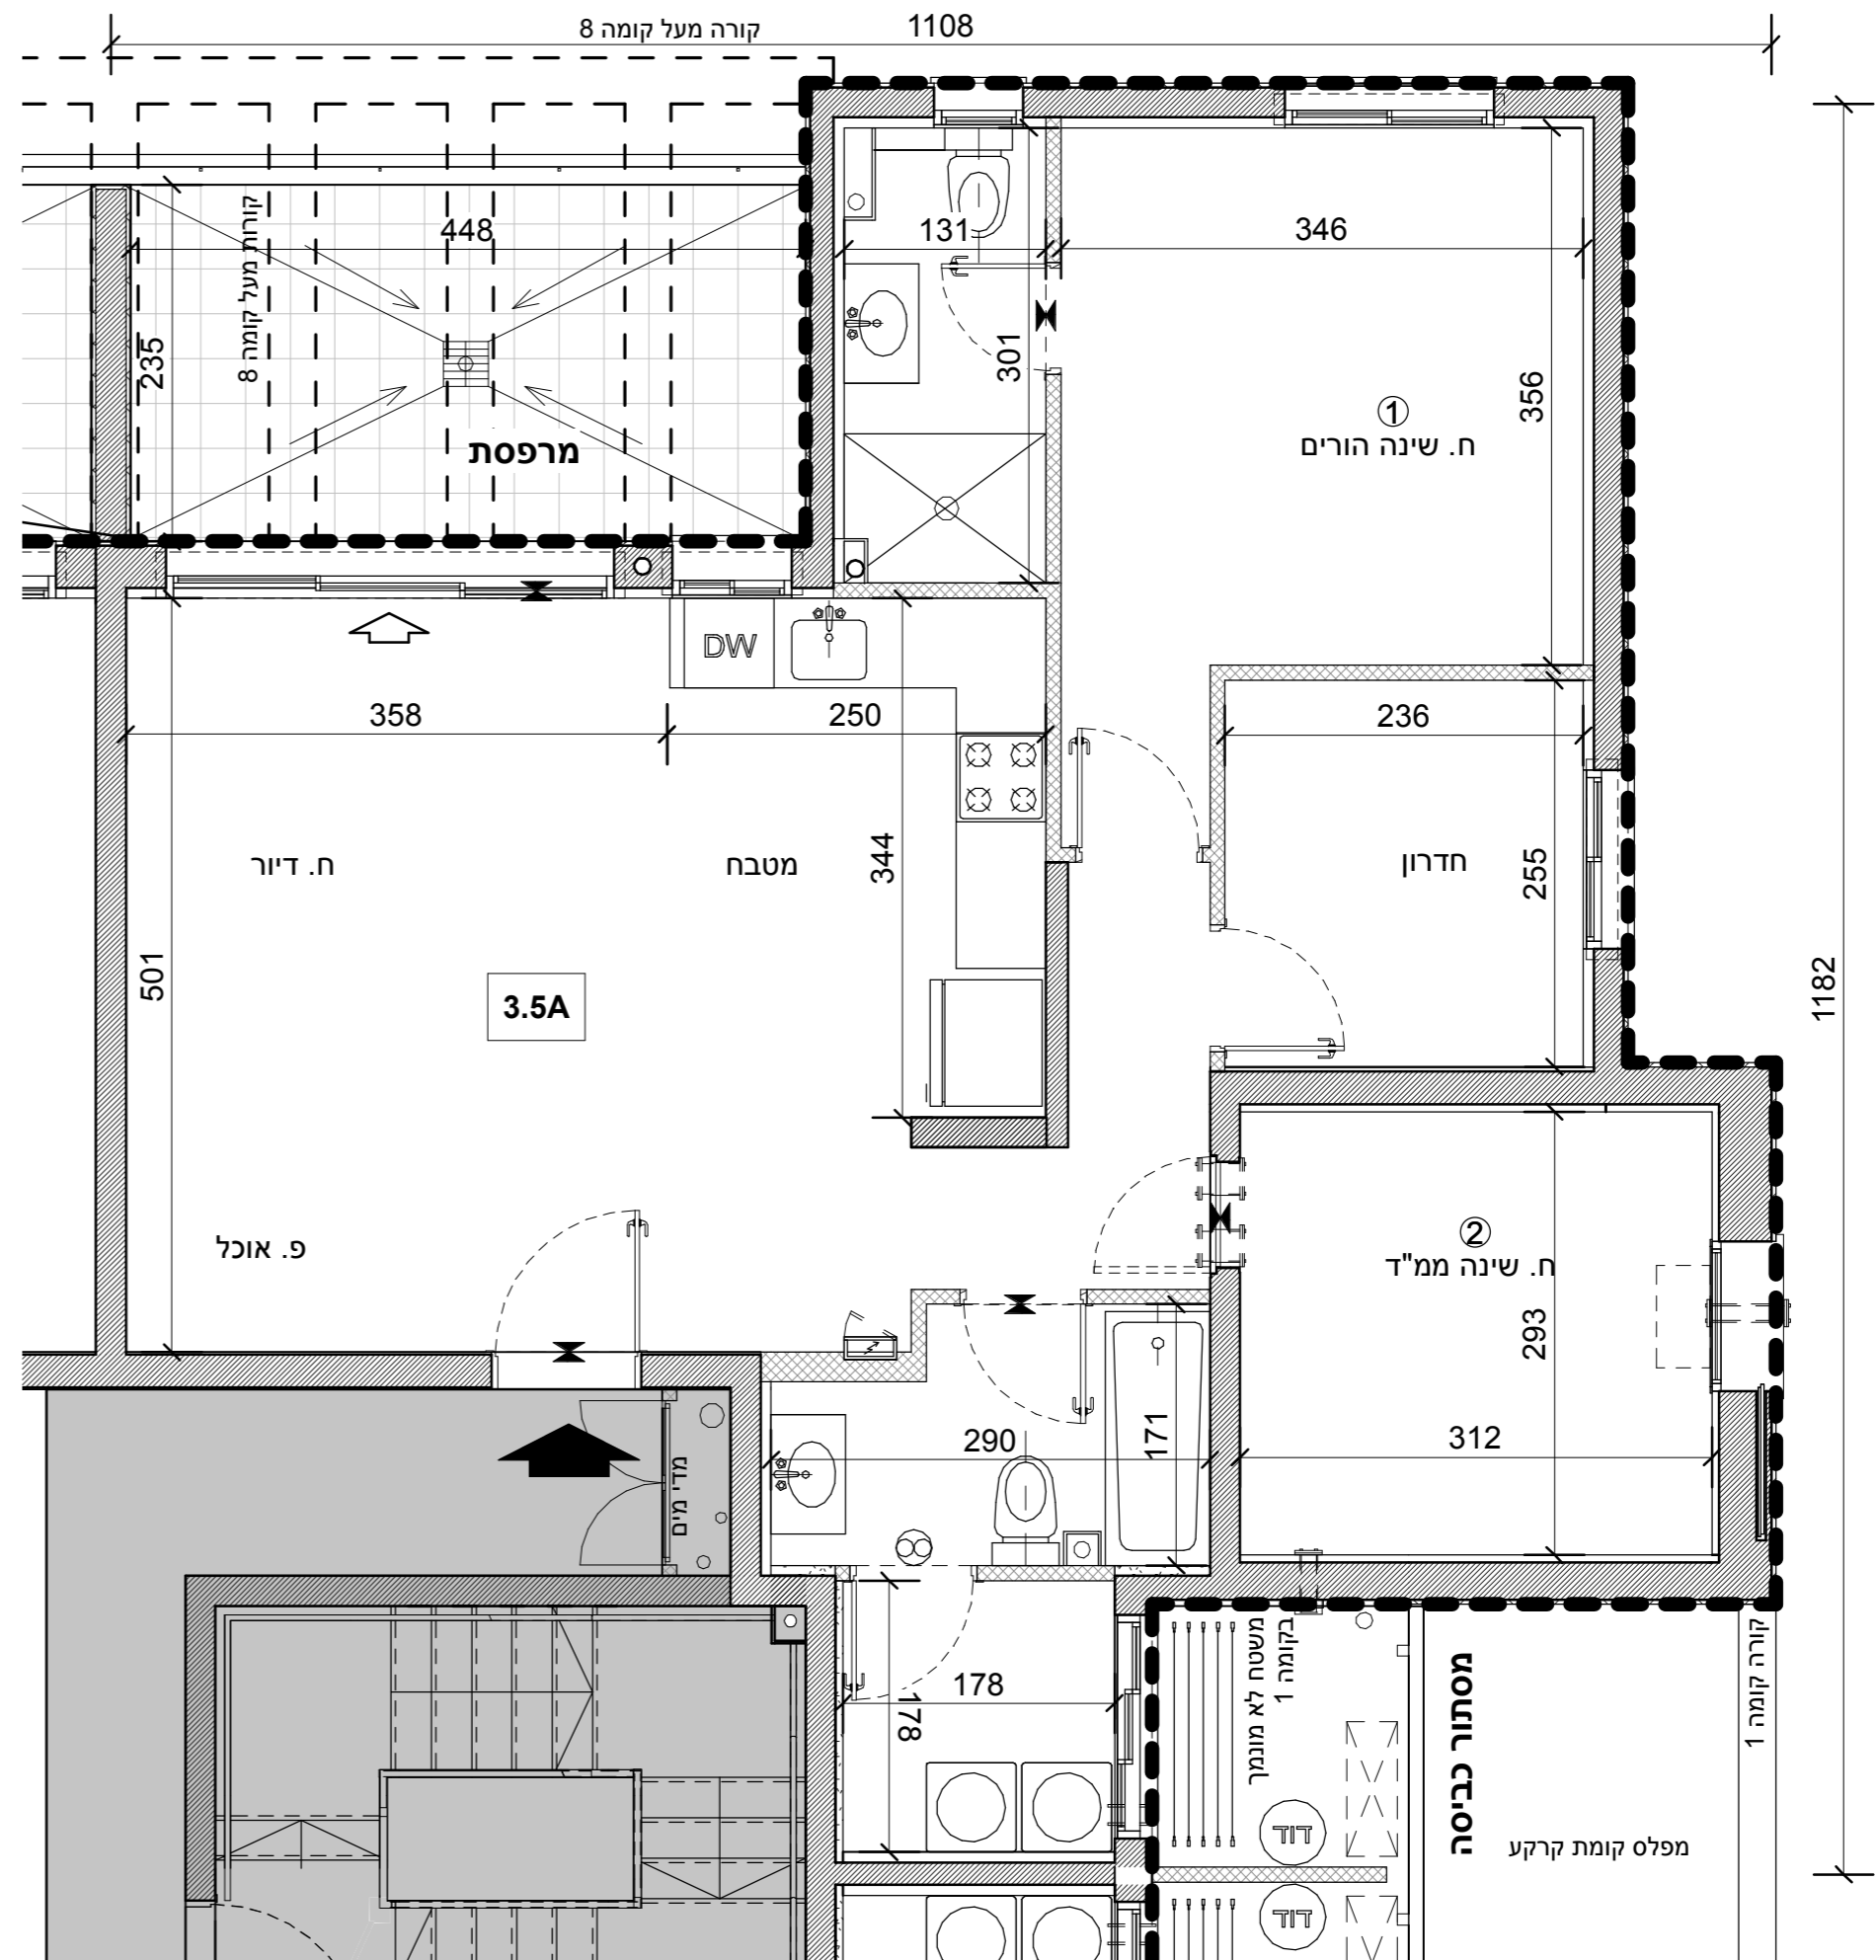 קורה מעל קומה 8
1108
448
131
346
קורות מעל קומה 8
235
301
356
מרפסת
1
ח. שינה הורים
DW
358
250
236
344
255
ח. דיור
מטבח
חדרון
501
3.5A
1182
פ. אוכל
2
ח. שינה ממ"ד
293
290
171
312
מדי מים
178
178
משטח לא מונמך
בקומה 1
מסתור כביסה
קורה קומה 1
דוד
מפלס קומת קרקע
דוד